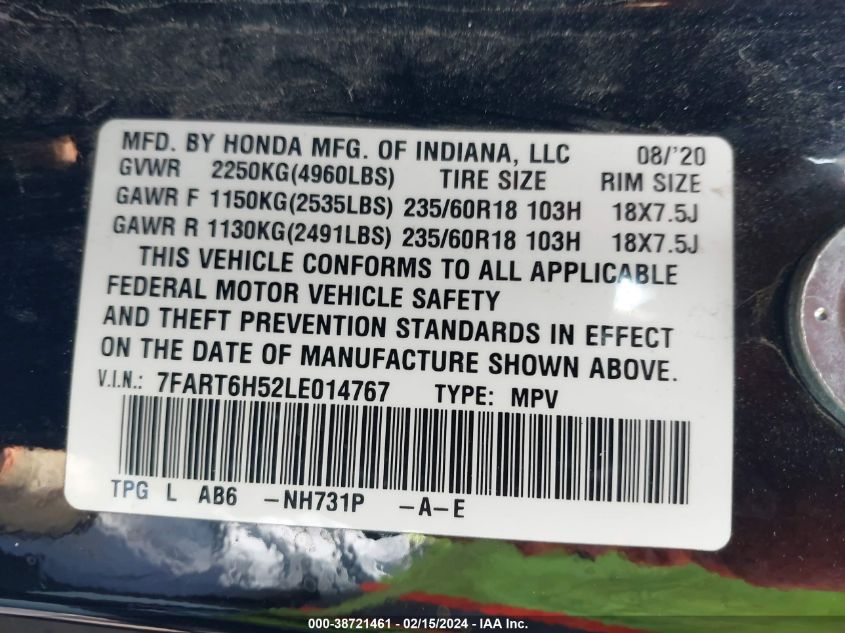 MFD. BY HONDA MFG. OF INDIANA, LLC 08/'20
GVWR 2250KG(4960LBS) TIRE SIZE RIM SIZE
GAWR F 1150KG(2535LBS) 235/60R18 103H 18X7.5J
GAWR R 1130KG(2491LBS) 235/60R18 103H 18X7.5J
THIS VEHICLE CONFORMS TO ALL APPLICABLE
FEDERAL MOTOR VEHICLE SAFETY
AND THEFT PREVENTION STANDARDS IN EFFECT
ON THE DATE OF MANUFACTURE SHOWN ABOVE.
V.I.N.: 7FART6H52LE014767 TYPE: MPV
TPG L AB6 -NH731P -A-E
000-38721461 - 02/15/2024 - IAA Inc.